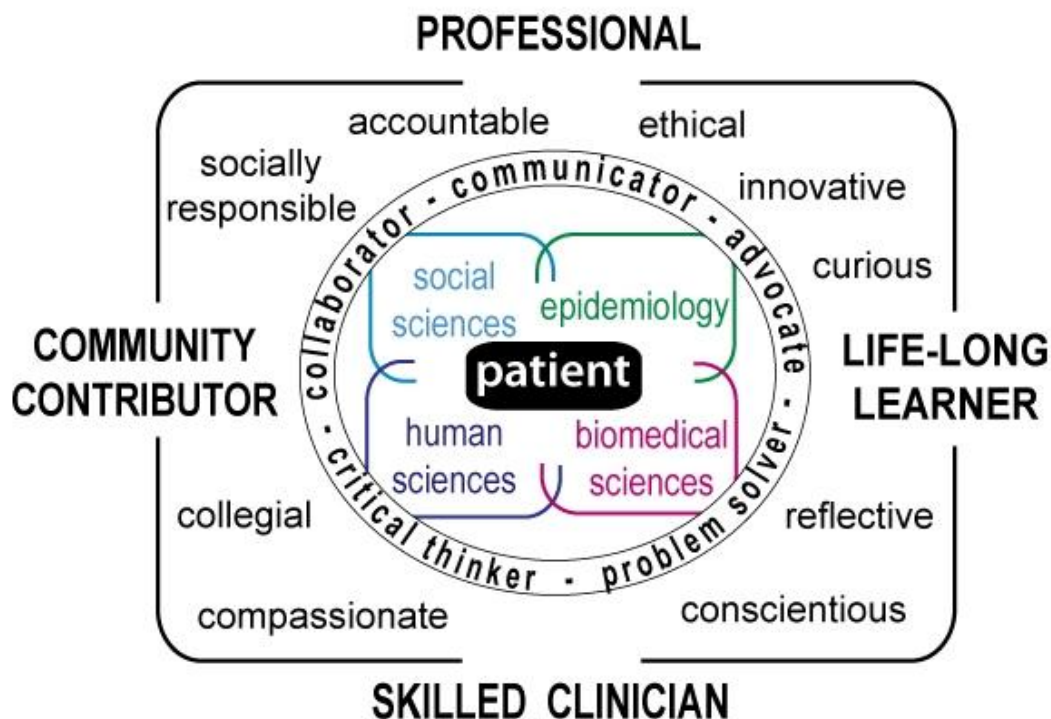 PROFESSIONAL
accountable
ethical
socially
responsible
innovative
curious
collaborator - communicator - advocate - problem solver - critical thinker -
social
sciences
epidemiology
COMMUNITY
CONTRIBUTOR
patient
LIFE-LONG
LEARNER
human
sciences
biomedical
sciences
collegial
reflective
compassionate
conscientious
SKILLED CLINICIAN